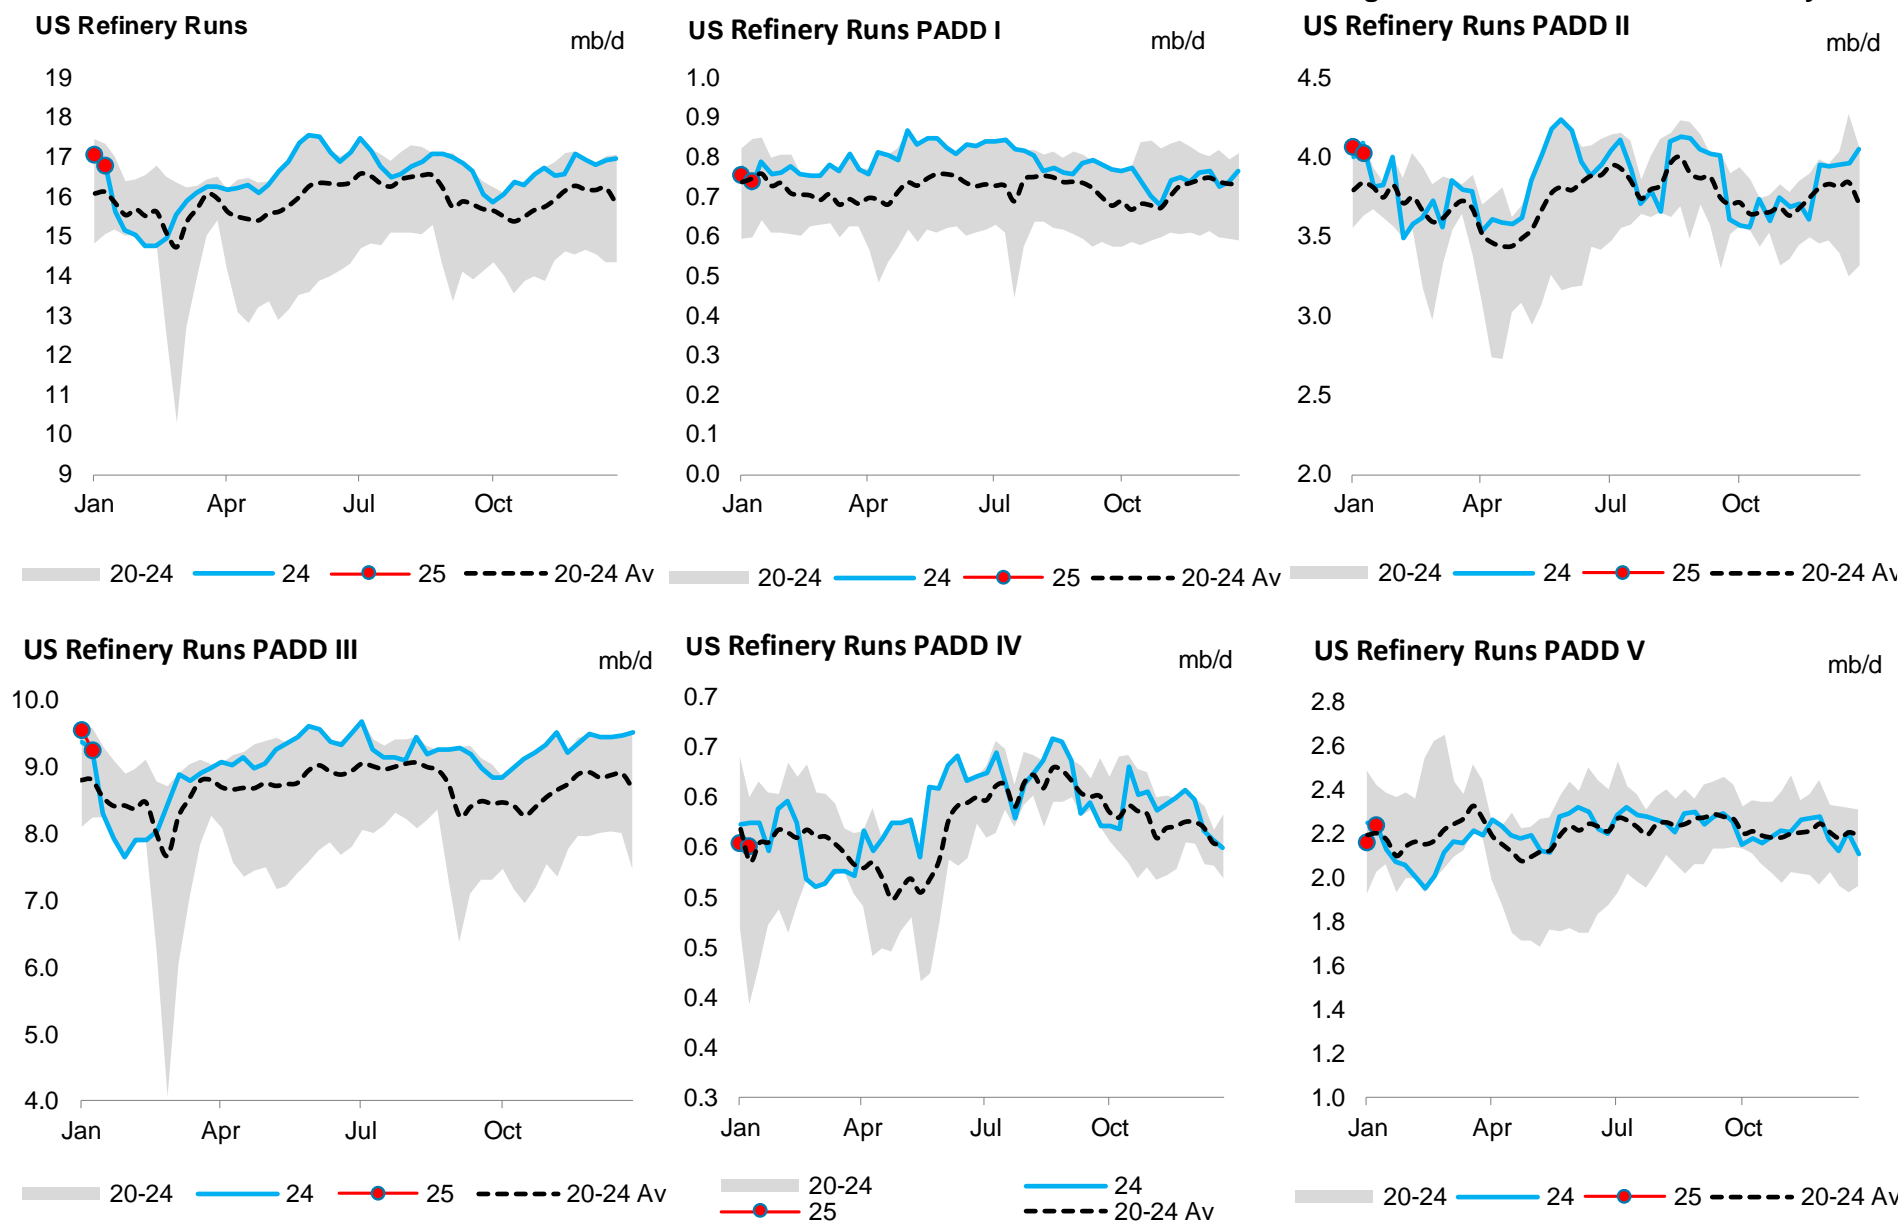 US Refinery Runs
mb/d
19
18
17
16
15
14
13
12
11
10
9
Jan Apr Jul Oct
20-24 24 25 20-24 Av
US Refinery Runs PADD I
mb/d
1.0
0.9
0.8
0.7
0.6
0.5
0.4
0.3
0.2
0.1
0.0
Jan Apr Jul Oct
20-24 24 25 20-24 Av
US Refinery Runs PADD II
mb/d
4.5
4.0
3.5
3.0
2.5
2.0
Jan Apr Jul Oct
20-24 24 25 20-24 Av
US Refinery Runs PADD III
mb/d
10.0
9.0
8.0
7.0
6.0
5.0
4.0
Jan Apr Jul Oct
20-24 24 25 20-24 Av
US Refinery Runs PADD IV
mb/d
0.7
0.7
0.6
0.6
0.5
0.5
0.4
0.4
0.3
Jan Apr Jul Oct
20-24 24
25 20-24 Av
US Refinery Runs PADD V
mb/d
2.8
2.6
2.4
2.2
2.0
1.8
1.6
1.4
1.2
1.0
Jan Apr Jul Oct
20-24 24 25 20-24 Av